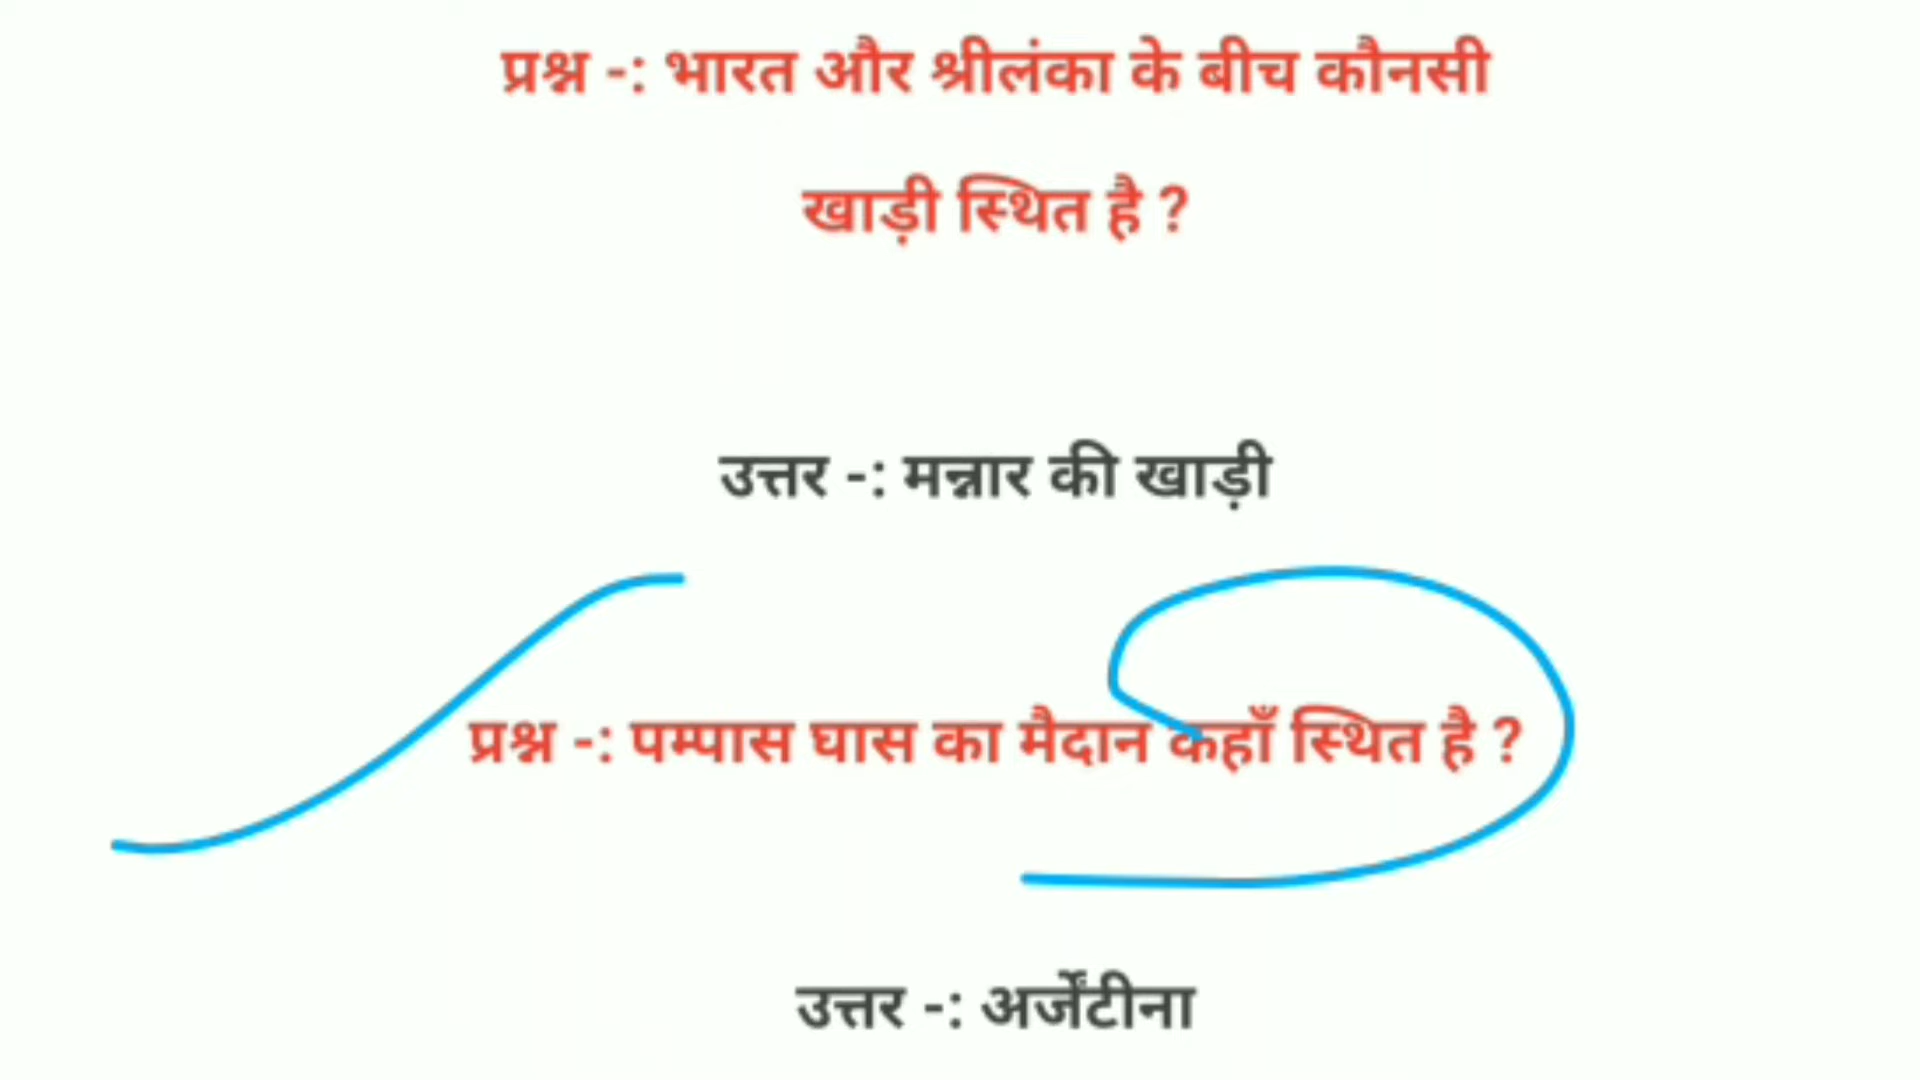 प्रश्न -: भारत और श्रीलंका के बीच कौनसी
खाड़ी स्थित है ?
उत्तर -: मन्नार की खाड़ी
प्रश्न -: पम्पास घास का मैदान कहाँ स्थित है ?
उत्तर -: अर्जेंटीना